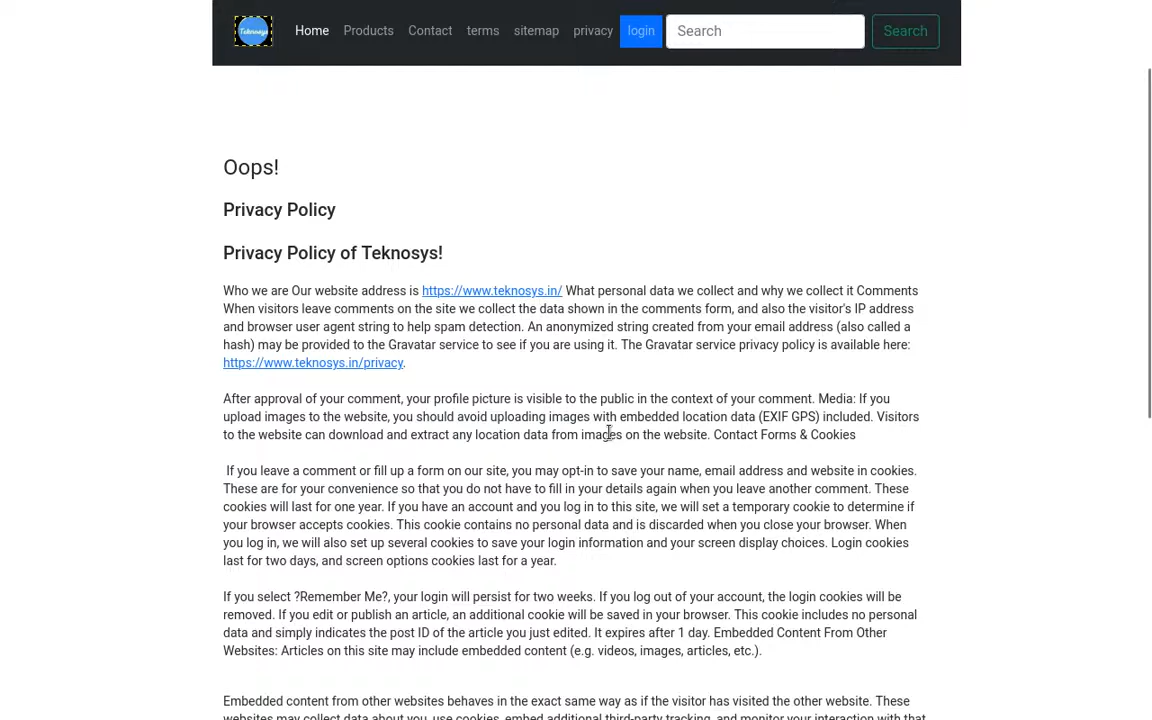 Teknosys
Home Products Contact terms sitemap privacy login Search Search
Oops!
Privacy Policy
Privacy Policy of Teknosys!
Who we are Our website address is https://www.teknosys.in/ What personal data we collect and why we collect it Comments
When visitors leave comments on the site we collect the data shown in the comments form, and also the visitor's IP address
and browser user agent string to help spam detection. An anonymized string created from your email address (also called a
hash) may be provided to the Gravatar service to see if you are using it. The Gravatar service privacy policy is available here:
https://www.teknosys.in/privacy.
After approval of your comment, your profile picture is visible to the public in the context of your comment. Media: If you
upload images to the website, you should avoid uploading images with embedded location data (EXIF GPS) included. Visitors
to the website can download and extract any location data from images on the website. Contact Forms & Cookies
If you leave a comment or fill up a form on our site, you may opt-in to save your name, email address and website in cookies.
These are for your convenience so that you do not have to fill in your details again when you leave another comment. These
cookies will last for one year. If you have an account and you log in to this site, we will set a temporary cookie to determine if
your browser accepts cookies. This cookie contains no personal data and is discarded when you close your browser. When
you log in, we will also set up several cookies to save your login information and your screen display choices. Login cookies
last for two days, and screen options cookies last for a year.
If you select ?Remember Me?, your login will persist for two weeks. If you log out of your account, the login cookies will be
removed. If you edit or publish an article, an additional cookie will be saved in your browser. This cookie includes no personal
data and simply indicates the post ID of the article you just edited. It expires after 1 day. Embedded Content From Other
Websites: Articles on this site may include embedded content (e.g. videos, images, articles, etc.).
Embedded content from other websites behaves in the exact same way as if the visitor has visited the other website. These
websites may collect data about you, use cookies, embed additional third-party tracking, and monitor your interaction with that